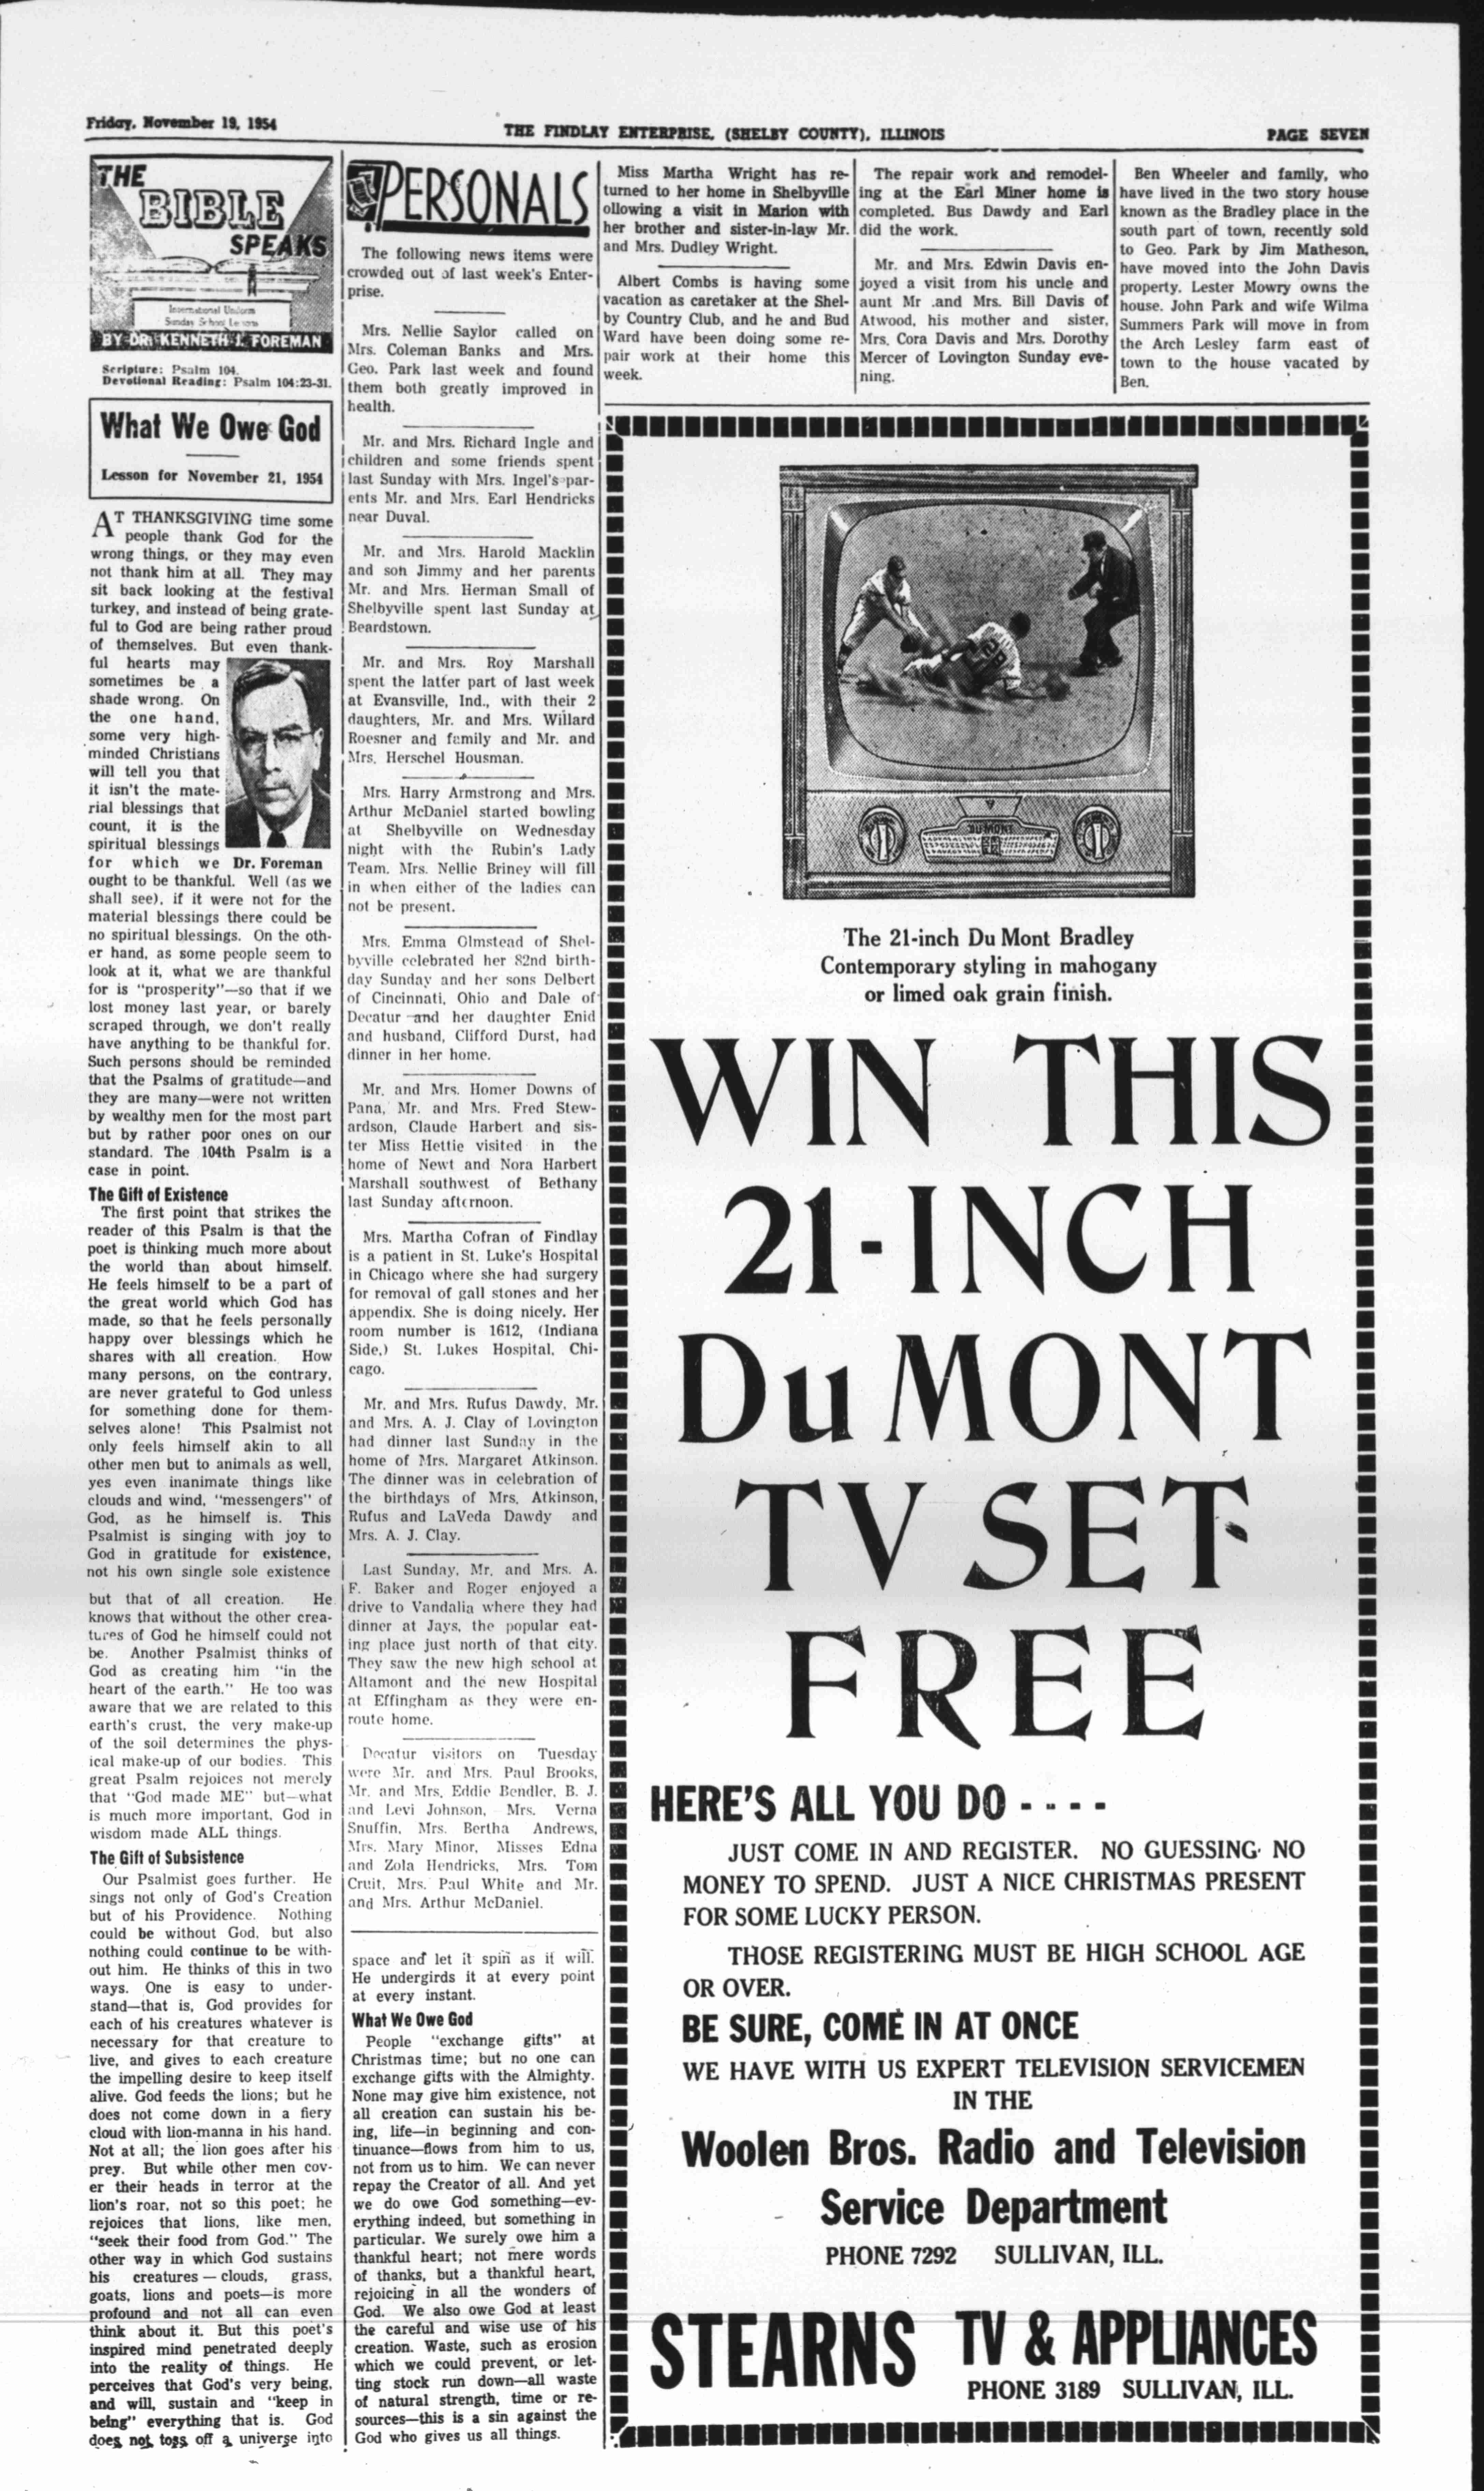 Friday, November 19, 1954
THE FINDLAY ENTERPRISE, (SHELBY COUNTY), ILLINOIS
PAGE SEVEN
THE
BIBLE
SPEAKS
International Uniform
Sunday School Lessons
BY DR. KENNETH J. FOREMAN
Scripture: Psalm 104.
Devotional Reading: Psalm 104:23-31.
What We Owe God
Lesson for November 21, 1954
AT THANKSGIVING time some
people thank God for the
wrong things, or they may even
not thank him at all. They may
sit back looking at the festival
turkey, and instead of being grate-
ful to God are being rather proud
of themselves. But even thank-
ful hearts may
sometimes be a
shade wrong. On
the one hand,
some very high-
minded Christians
will tell you that
it isn't the mate-
rial blessings that
count, it is the
spiritual blessings
for which we
Dr. Foreman
ought to be thankful. Well (as we
shall see), if it were not for the
material blessings there could be
no spiritual blessings. On the oth-
er hand, as some people seem to
look at it, what we are thankful
for is "prosperity"—so that if we
lost money last year, or barely
scraped through, we don't really
have anything to be thankful for.
Such persons should be reminded
that the Psalms of gratitude—and
they are many—were not written
by wealthy men for the most part
but by rather poor ones on our
standard. The 104th Psalm is a
case in point.
The Gift of Existence
The first point that strikes the
reader of this Psalm is that the
poet is thinking much more about
the world than about himself.
He feels himself to be a part of
the great world which God has
made, so that he feels personally
happy over blessings which he
shares with all creation. How
many persons, on the contrary,
are never grateful to God unless
for something done for them-
selves alone! This Psalmist not
only feels himself akin to all
other men but to animals as well,
yes even inanimate things like
clouds and wind, "messengers" of
God, as he himself is. This
Psalmist is singing with joy to
God in gratitude for existence,
not his own single sole existence
but that of all creation. He
knows that without the other crea-
tures of God he himself could not
be. Another Psalmist thinks of
God as creating him "in the
heart of the earth." He too was
aware that we are related to this
earth's crust, the very make-up
of the soil determines the phys-
ical make-up of our bodies. This
great Psalm rejoices not merely
that "God made ME" but—what
is much more important, God in
wisdom made ALL things.
The Gift of Subsistence
Our Psalmist goes further. He
sings not only of God's Creation
but of his Providence. Nothing
could be without God, but also
nothing could continue to be with-
out him. He thinks of this in two
ways. One is easy to under-
stand—that is, God provides for
each of his creatures whatever is
necessary for that creature to
live, and gives to each creature
the impelling desire to keep itself
alive. God feeds the lions; but he
does not come down in a fiery
cloud with lion-manna in his hand.
Not at all; the lion goes after his
prey. But while other men cov-
er their heads in terror at the
lion's roar, not so this poet; he
rejoices that lions, like men,
"seek their food from God." The
other way in which God sustains
his creatures — clouds, grass,
goats, lions and poets—is more
profound and not all can even
think about it. But this poet's
inspired mind penetrated deeply
into the reality of things. He
perceives that God's very being,
and will, sustain and "keep in
being" everything that is. God
does not toss off a universe into
PERSONALS
The following news items were
crowded out of last week's Enter-
prise.
Mrs. Nellie Saylor called on
Mrs. Coleman Banks and Mrs.
Geo. Park last week and found
them both greatly improved in
health.
Mr. and Mrs. Richard Ingle and
children and some friends spent
last Sunday with Mrs. Ingel's par-
ents Mr. and Mrs. Earl Hendricks
near Duval.
Mr. and Mrs. Harold Macklin
and son Jimmy and her parents
Mr. and Mrs. Herman Small of
Shelbyville spent last Sunday at
Beardstown.
Mr. and Mrs. Roy Marshall
spent the latter part of last week
at Evansville, Ind., with their 2
daughters, Mr. and Mrs. Willard
Roesner and family and Mr. and
Mrs. Herschel Housman.
Mrs. Harry Armstrong and Mrs.
Arthur McDaniel started bowling
at Shelbyville on Wednesday
night with the Rubin's Lady
Team. Mrs. Nellie Briney will fill
in when either of the ladies can
not be present.
Mrs. Emma Olmstead of Shel-
byville celebrated her 82nd birth-
day Sunday and her sons Delbert
of Cincinnati, Ohio and Dale of
Decatur and her daughter Enid
and husband, Clifford Durst, had
dinner in her home.
Mr. and Mrs. Homer Downs of
Pana, Mr. and Mrs. Fred Stew-
ardson, Claude Harbert and sis-
ter Miss Hettie visited in the
home of Newt and Nora Harbert
Marshall southwest of Bethany
last Sunday afternoon.
Mrs. Martha Cofran of Findlay
is a patient in St. Luke's Hospital
in Chicago where she had surgery
for removal of gall stones and her
appendix. She is doing nicely. Her
room number is 1612, (Indiana
Side,) St. Lukes Hospital, Chi-
cago.
Mr. and Mrs. Rufus Dawdy, Mr.
and Mrs. A. J. Clay of Lovington
had dinner last Sunday in the
home of Mrs. Margaret Atkinson.
The dinner was in celebration of
the birthdays of Mrs. Atkinson,
Rufus and LaVeda Dawdy and
Mrs. A. J. Clay.
Last Sunday, Mr. and Mrs. A.
F. Baker and Roger enjoyed a
drive to Vandalia where they had
dinner at Jays, the popular eat-
ing place just north of that city.
They saw the new high school at
Altamont and the new Hospital
at Effingham as they were en-
route home.
Decatur visitors on Tuesday
were Mr. and Mrs. Paul Brooks,
Mr. and Mrs. Eddie Bendler, B. J.
and Levi Johnson, Mrs. Verna
Snuffin, Mrs. Bertha Andrews,
Mrs. Mary Minor, Misses Edna
and Zola Hendricks, Mrs. Tom
Cruit, Mrs. Paul White and Mr.
and Mrs. Arthur McDaniel.
space and let it spin as it will.
He undergirds it at every point
at every instant.
What We Owe God
People "exchange gifts" at
Christmas time; but no one can
exchange gifts with the Almighty.
None may give him existence, not
all creation can sustain his be-
ing, life—in beginning and con-
tinuance—flows from him to us,
not from us to him. We can never
repay the Creator of all. And yet
we do owe God something—ev-
erything indeed, but something in
particular. We surely owe him a
thankful heart; not mere words
of thanks, but a thankful heart,
rejoicing in all the wonders of
God. We also owe God at least
the careful and wise use of his
creation. Waste, such as erosion
which we could prevent, or let-
ting stock run down—all waste
of natural strength, time or re-
sources—this is a sin against the
God who gives us all things.
Miss Martha Wright has re-
turned to her home in Shelbyville
ollowing a visit in Marion with
her brother and sister-in-law Mr.
and Mrs. Dudley Wright.
Albert Combs is having some
vacation as caretaker at the Shel-
by Country Club, and he and Bud
Ward have been doing some re-
pair work at their home this
week.
The repair work and remodel-
ing at the Earl Miner home is
completed. Bus Dawdy and Earl
did the work.
Mr. and Mrs. Edwin Davis en-
joyed a visit from his uncle and
aunt Mr .and Mrs. Bill Davis of
Atwood, his mother and sister,
Mrs. Cora Davis and Mrs. Dorothy
Mercer of Lovington Sunday eve-
ning.
Ben Wheeler and family, who
have lived in the two story house
known as the Bradley place in the
south part of town, recently sold
to Geo. Park by Jim Matheson,
have moved into the John Davis
property. Lester Mowry owns the
house. John Park and wife Wilma
Summers Park will move in from
the Arch Lesley farm east of
town to the house vacated by
Ben.
DUMONT
The 21-inch Du Mont Bradley
Contemporary styling in mahogany
or limed oak grain finish.
WIN THIS
21-INCH
DuMONT
TV SET
FREE
HERE'S ALL YOU DO - - - -
JUST COME IN AND REGISTER. NO GUESSING. NO
MONEY TO SPEND. JUST A NICE CHRISTMAS PRESENT
FOR SOME LUCKY PERSON.
THOSE REGISTERING MUST BE HIGH SCHOOL AGE
OR OVER.
BE SURE, COME IN AT ONCE
WE HAVE WITH US EXPERT TELEVISION SERVICEMEN
IN THE
Woolen Bros. Radio and Television
Service Department
PHONE 7292 SULLIVAN, ILL.
STEARNS TV & APPLIANCES
PHONE 3189 SULLIVAN, ILL.